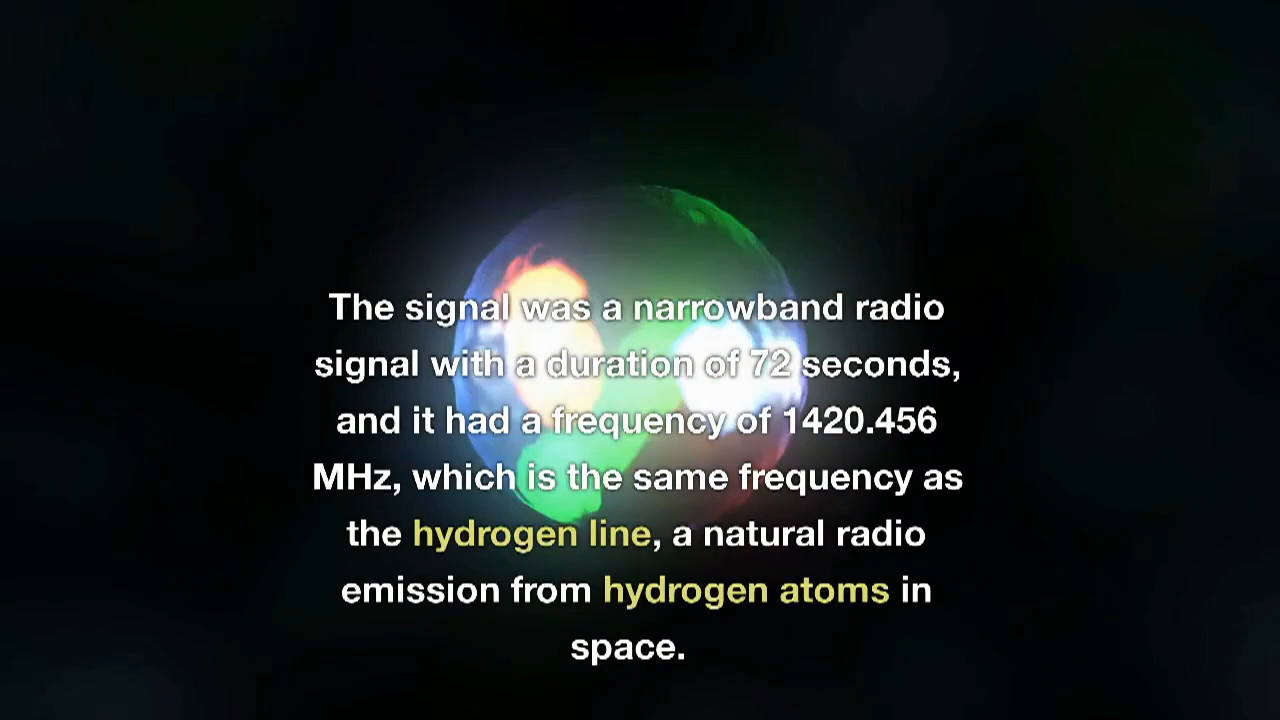 The signal was a narrowband radio
signal with a duration of 72 seconds,
and it had a frequency of 1420.456
MHz, which is the same frequency as
the hydrogen line, a natural radio
emission from hydrogen atoms in
space.